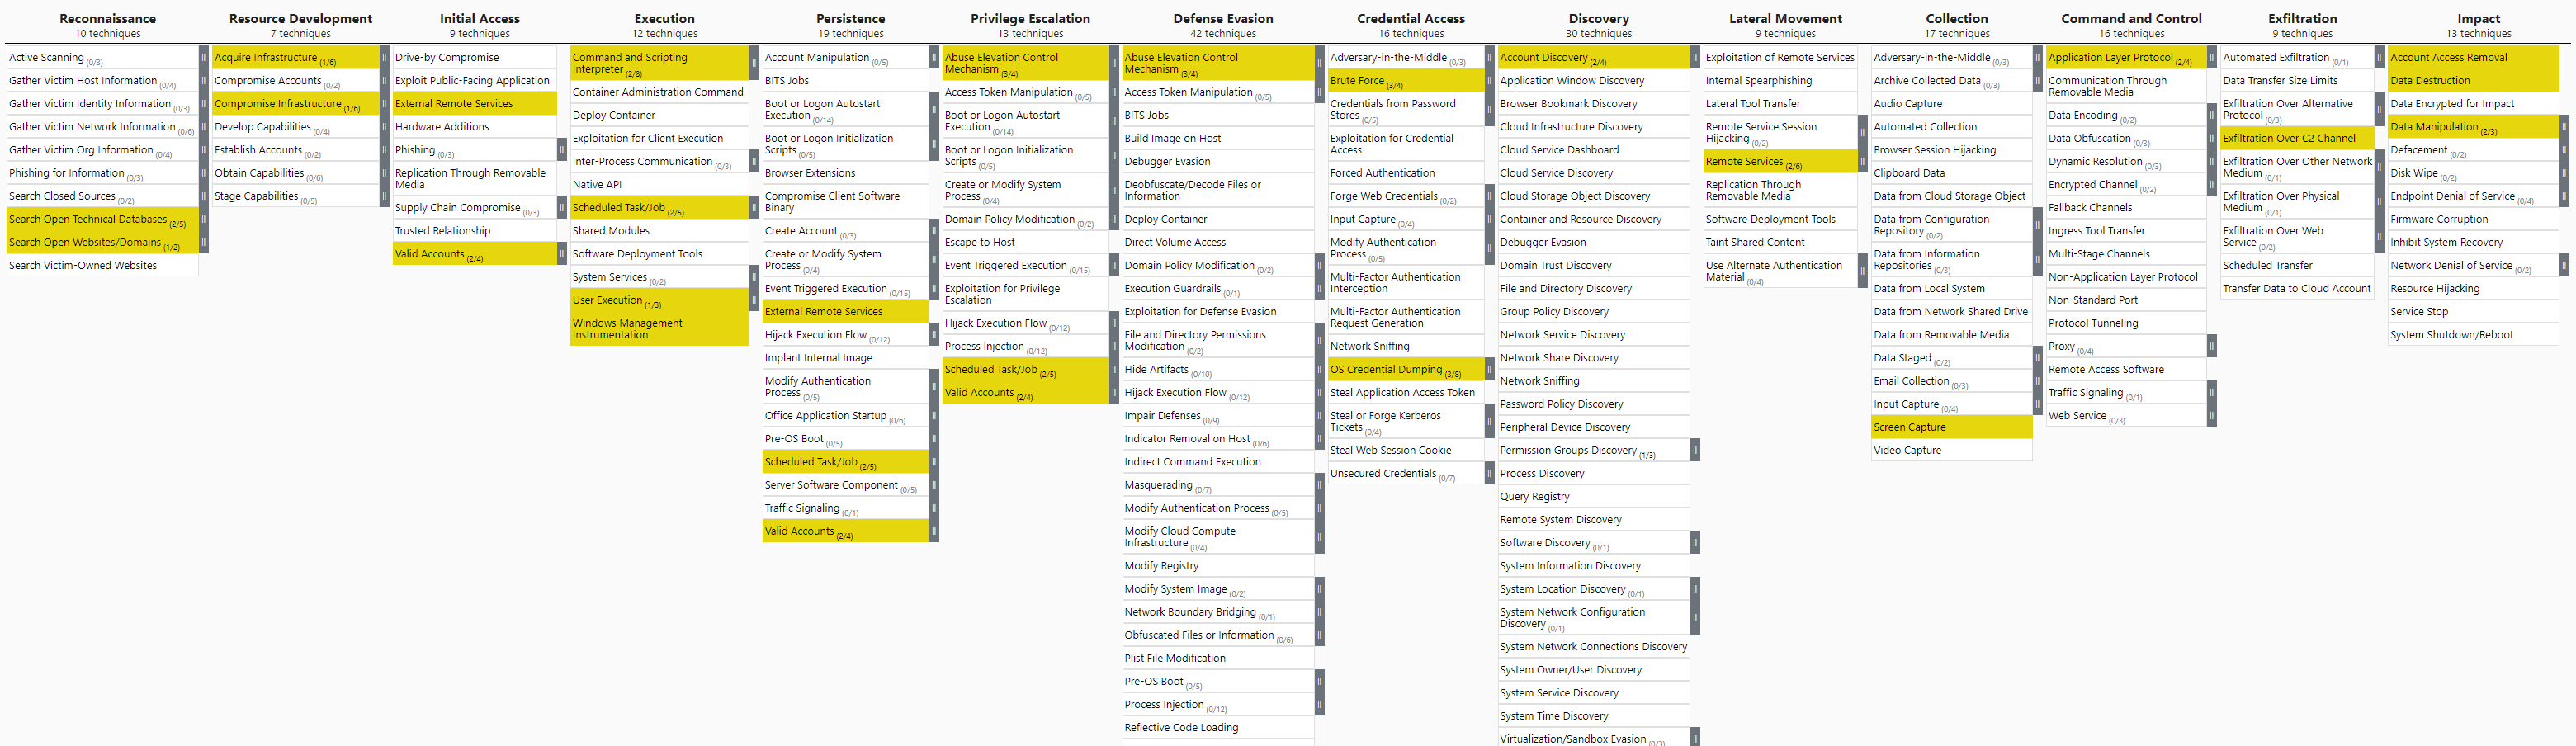 Reconnaissance
10 techniques
Active Scanning (0/3)
Gather Victim Host Information (0/4)
Gather Victim Identity Information (0/3)
Gather Victim Network Information (0/6)
Gather Victim Org Information (0/4)
Phishing for Information (0/3)
Search Closed Sources (0/2)
Search Open Technical Databases (2/5)
Search Open Websites/Domains (1/2)
Search Victim-Owned Websites
Resource Development
7 techniques
Acquire Infrastructure (1/6)
Compromise Accounts (0/2)
Compromise Infrastructure (1/6)
Develop Capabilities (0/4)
Establish Accounts (0/2)
Obtain Capabilities (0/6)
Stage Capabilities (0/5)
Initial Access
9 techniques
Drive-by Compromise
Exploit Public-Facing Application
External Remote Services
Hardware Additions
Phishing (0/3)
Replication Through Removable
Media
Supply Chain Compromise (0/3)
Trusted Relationship
Valid Accounts (2/4)
Execution
12 techniques
Command and Scripting
Interpreter (2/8)
Container Administration Command
Deploy Container
Exploitation for Client Execution
Inter-Process Communication (0/3)
Native API
Scheduled Task/Job (2/5)
Shared Modules
Software Deployment Tools
System Services (0/2)
User Execution (1/3)
Windows Management
Instrumentation
Persistence
19 techniques
Account Manipulation (0/5)
BITS Jobs
Boot or Logon Autostart
Execution (0/14)
Boot or Logon Initialization
Scripts (0/5)
Browser Extensions
Compromise Client Software
Binary
Create Account (0/3)
Create or Modify System
Process (0/4)
Event Triggered Execution (0/15)
External Remote Services
Hijack Execution Flow (0/12)
Implant Internal Image
Modify Authentication
Process (0/5)
Office Application Startup (0/6)
Pre-OS Boot (0/5)
Scheduled Task/Job (2/5)
Server Software Component (0/5)
Traffic Signaling (0/1)
Valid Accounts (2/4)
Privilege Escalation
13 techniques
Abuse Elevation Control
Mechanism (3/4)
Access Token Manipulation (0/5)
Boot or Logon Autostart
Execution (0/14)
Boot or Logon Initialization
Scripts (0/5)
Create or Modify System
Process (0/4)
Domain Policy Modification (0/2)
Escape to Host
Event Triggered Execution (0/15)
Exploitation for Privilege
Escalation
Hijack Execution Flow (0/12)
Process Injection (0/12)
Scheduled Task/Job (2/5)
Valid Accounts (2/4)
Defense Evasion
42 techniques
Abuse Elevation Control
Mechanism (3/4)
Access Token Manipulation (0/5)
BITS Jobs
Build Image on Host
Debugger Evasion
Deobfuscate/Decode Files or
Information
Deploy Container
Direct Volume Access
Domain Policy Modification (0/2)
Execution Guardrails (0/1)
Exploitation for Defense Evasion
File and Directory Permissions
Modification (0/2)
Hide Artifacts (0/10)
Hijack Execution Flow (0/12)
Impair Defenses (0/9)
Indicator Removal on Host (0/6)
Indirect Command Execution
Masquerading (0/7)
Modify Authentication Process (0/5)
Modify Cloud Compute
Infrastructure (0/4)
Modify Registry
Modify System Image (0/2)
Network Boundary Bridging (0/1)
Obfuscated Files or Information (0/6)
Plist File Modification
Pre-OS Boot (0/5)
Process Injection (0/12)
Reflective Code Loading
Credential Access
16 techniques
Adversary-in-the-Middle (0/3)
Brute Force (3/4)
Credentials from Password
Stores (0/5)
Exploitation for Credential
Access
Forced Authentication
Forge Web Credentials (0/2)
Input Capture (0/4)
Modify Authentication
Process (0/5)
Multi-Factor Authentication
Interception
Multi-Factor Authentication
Request Generation
Network Sniffing
OS Credential Dumping (3/8)
Steal Application Access Token
Steal or Forge Kerberos
Tickets (0/4)
Steal Web Session Cookie
Unsecured Credentials (0/7)
Discovery
30 techniques
Account Discovery (2/4)
Application Window Discovery
Browser Bookmark Discovery
Cloud Infrastructure Discovery
Cloud Service Dashboard
Cloud Service Discovery
Cloud Storage Object Discovery
Container and Resource Discovery
Debugger Evasion
Domain Trust Discovery
File and Directory Discovery
Group Policy Discovery
Network Service Discovery
Network Share Discovery
Network Sniffing
Password Policy Discovery
Peripheral Device Discovery
Permission Groups Discovery (1/3)
Process Discovery
Query Registry
Remote System Discovery
Software Discovery (0/1)
System Information Discovery
System Location Discovery (0/1)
System Network Configuration
Discovery (0/1)
System Network Connections Discovery
System Owner/User Discovery
System Service Discovery
System Time Discovery
Virtualization/Sandbox Evasion (0/3)
Lateral Movement
9 techniques
Exploitation of Remote Services
Internal Spearphishing
Lateral Tool Transfer
Remote Service Session
Hijacking (0/2)
Remote Services (2/6)
Replication Through
Removable Media
Software Deployment Tools
Taint Shared Content
Use Alternate Authentication
Material (0/4)
Collection
17 techniques
Adversary-in-the-Middle (0/3)
Archive Collected Data (0/3)
Audio Capture
Automated Collection
Browser Session Hijacking
Clipboard Data
Data from Cloud Storage Object
Data from Configuration
Repository (0/2)
Data from Information
Repositories (0/3)
Data from Local System
Data from Network Shared Drive
Data from Removable Media
Data Staged (0/2)
Email Collection (0/3)
Input Capture (0/4)
Screen Capture
Video Capture
Command and Control
16 techniques
Application Layer Protocol (2/4)
Communication Through
Removable Media
Data Encoding (0/2)
Data Obfuscation (0/3)
Dynamic Resolution (0/3)
Encrypted Channel (0/2)
Fallback Channels
Ingress Tool Transfer
Multi-Stage Channels
Non-Application Layer Protocol
Non-Standard Port
Protocol Tunneling
Proxy (0/4)
Remote Access Software
Traffic Signaling (0/1)
Web Service (0/3)
Exfiltration
9 techniques
Automated Exfiltration (0/1)
Data Transfer Size Limits
Exfiltration Over Alternative
Protocol (0/3)
Exfiltration Over C2 Channel
Exfiltration Over Other Network
Medium (0/1)
Exfiltration Over Physical
Medium (0/1)
Exfiltration Over Web
Service (0/2)
Scheduled Transfer
Transfer Data to Cloud Account
Impact
13 techniques
Account Access Removal
Data Destruction
Data Encrypted for Impact
Data Manipulation (2/3)
Defacement (0/2)
Disk Wipe (0/2)
Endpoint Denial of Service (0/4)
Firmware Corruption
Inhibit System Recovery
Network Denial of Service (0/2)
Resource Hijacking
Service Stop
System Shutdown/Reboot